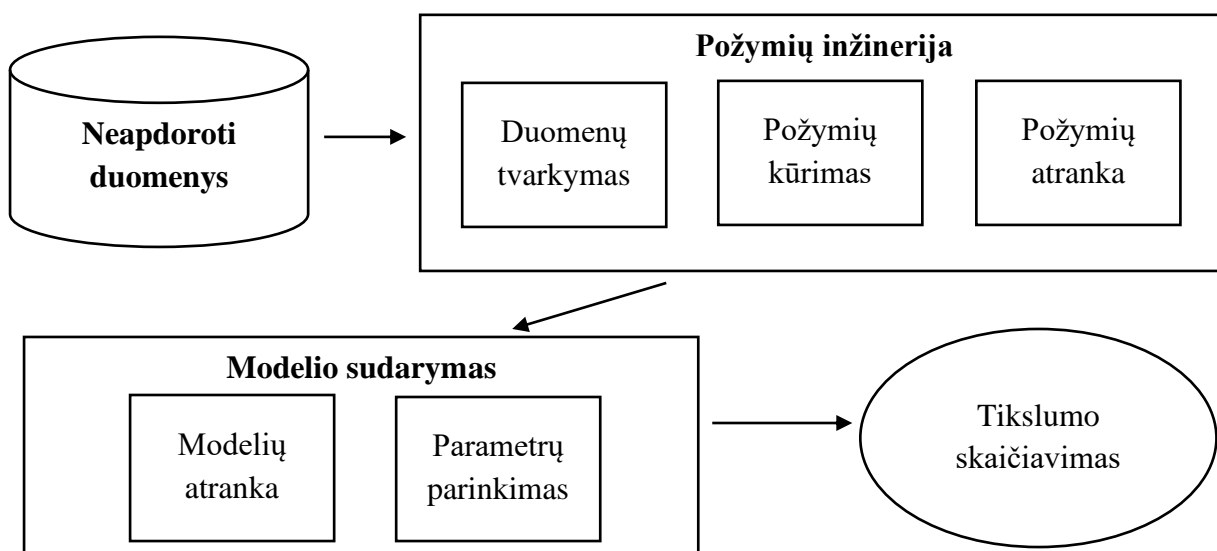 Neapdoroti
duomenys
Požymių inžinerija
Duomenų
tvarkymas
Požymių
kūrimas
Požymių
atranka
Modelio sudarymas
Modelių
atranka
Parametrų
parinkimas
Tikslumo
skaičiavimas